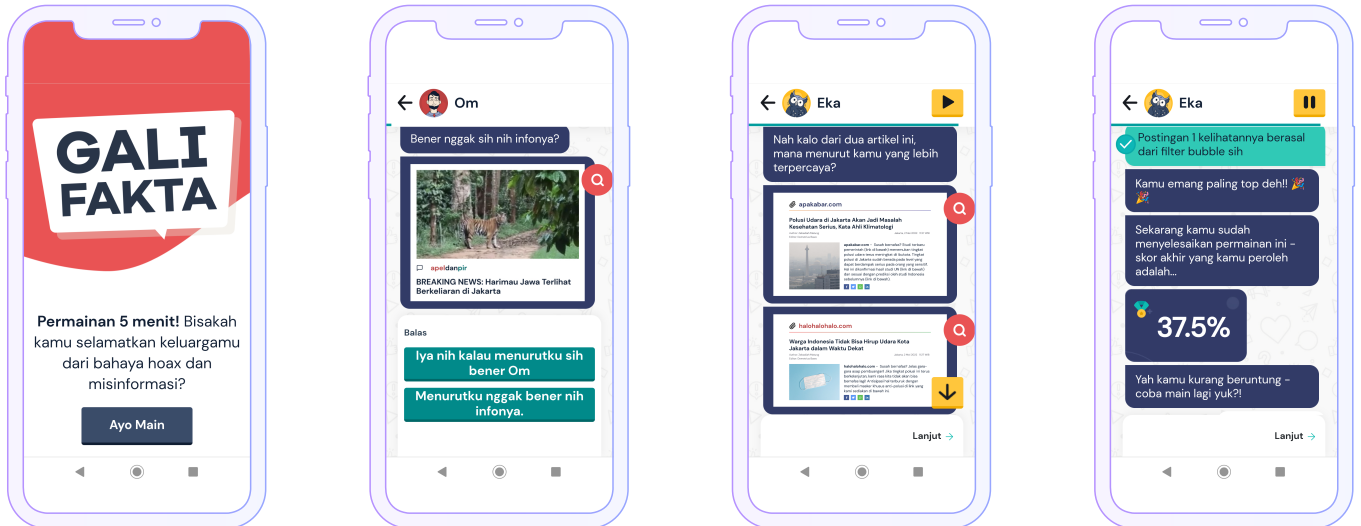 GALI
FAKTA
Permainan 5 menit! Bisakah
kamu selamatkan keluargamu
dari bahaya hoax dan
misinformasi?
Ayo Main
Om
Bener nggak sih nih infonya?
apeldanpir
BREAKING NEWS: Harimau Jawa Terlihat
Berkeliaran di Jakarta
Balas
Iya nih kalau menurutku sih
bener Om
Menurutku nggak bener nih
infonya.
Eka
Nah kalo dari dua artikel ini,
mana menurut kamu yang lebih
terpercaya?
apakabar.com
Polusi Udara di Jakarta Akan Jadi Masalah
Kesehatan Serius, Kata Ahli Klimatologi
halohalohalo.com
Warga Indonesia Tidak Bisa Hirup Udara Kota
Jakarta dalam Waktu Dekat
Lanjut →
Eka
Postingan 1 kelihatannya berasal
dari filter bubble sih
Kamu emang paling top deh!! 🎉
🎉
Sekarang kamu sudah
menyelesaikan permainan ini -
skor akhir yang kamu peroleh
adalah...
37.5%
Yah kamu kurang beruntung -
coba main lagi yuk?!
Lanjut →